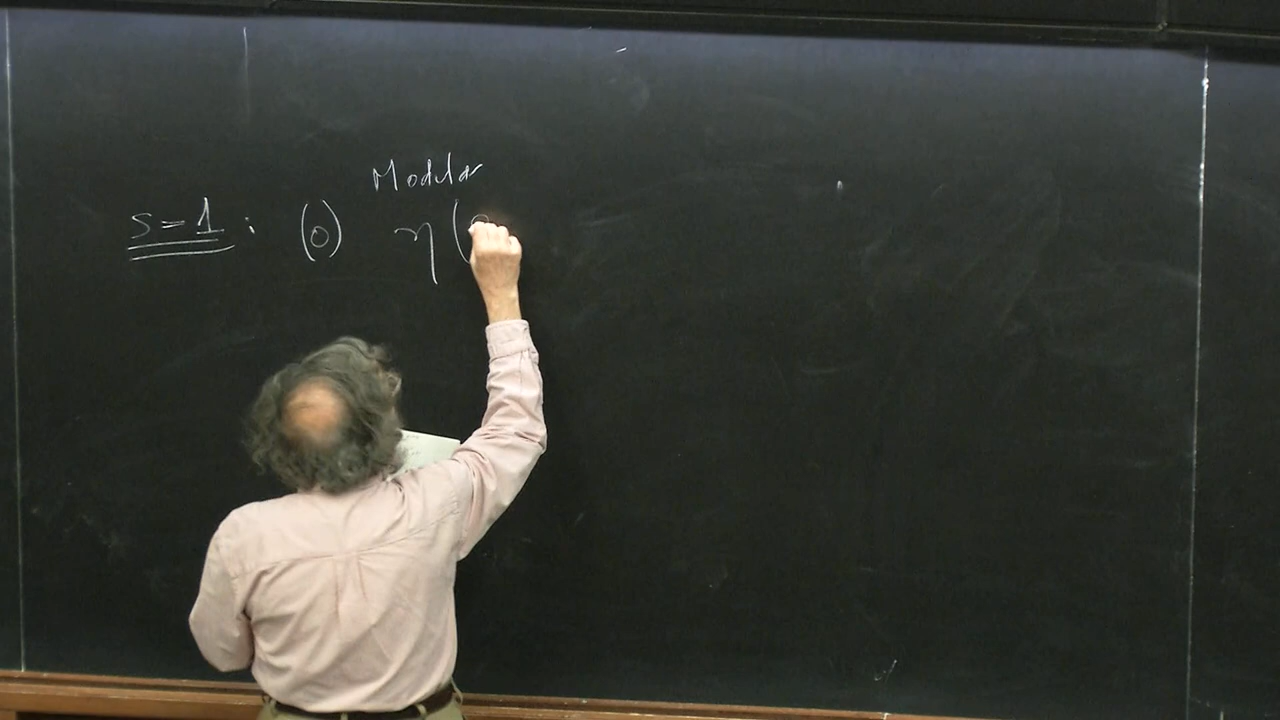 Modular
s = 1 : (0) η (